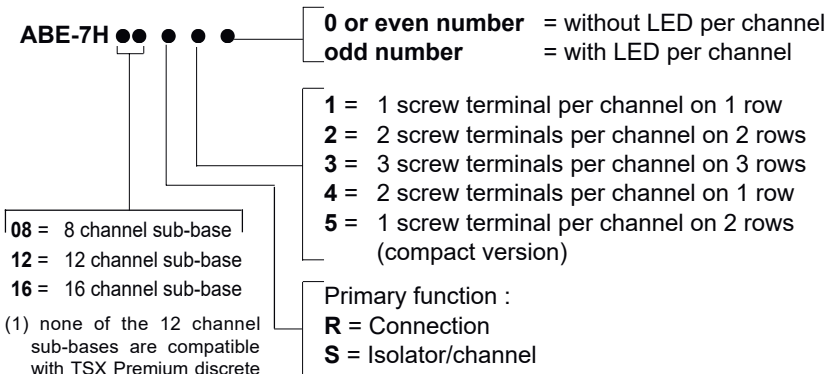 ABE-7H ●● ● ● ●
0 or even number = without LED per channel
odd number = with LED per channel
1 = 1 screw terminal per channel on 1 row
2 = 2 screw terminals per channel on 2 rows
3 = 3 screw terminals per channel on 3 rows
4 = 2 screw terminals per channel on 1 row
5 = 1 screw terminal per channel on 2 rows
(compact version)
08 = 8 channel sub-base
12 = 12 channel sub-base
16 = 16 channel sub-base
(1) none of the 12 channel
sub-bases are compatible
with TSX Premium discrete
Primary function :
R = Connection
S = Isolator/channel